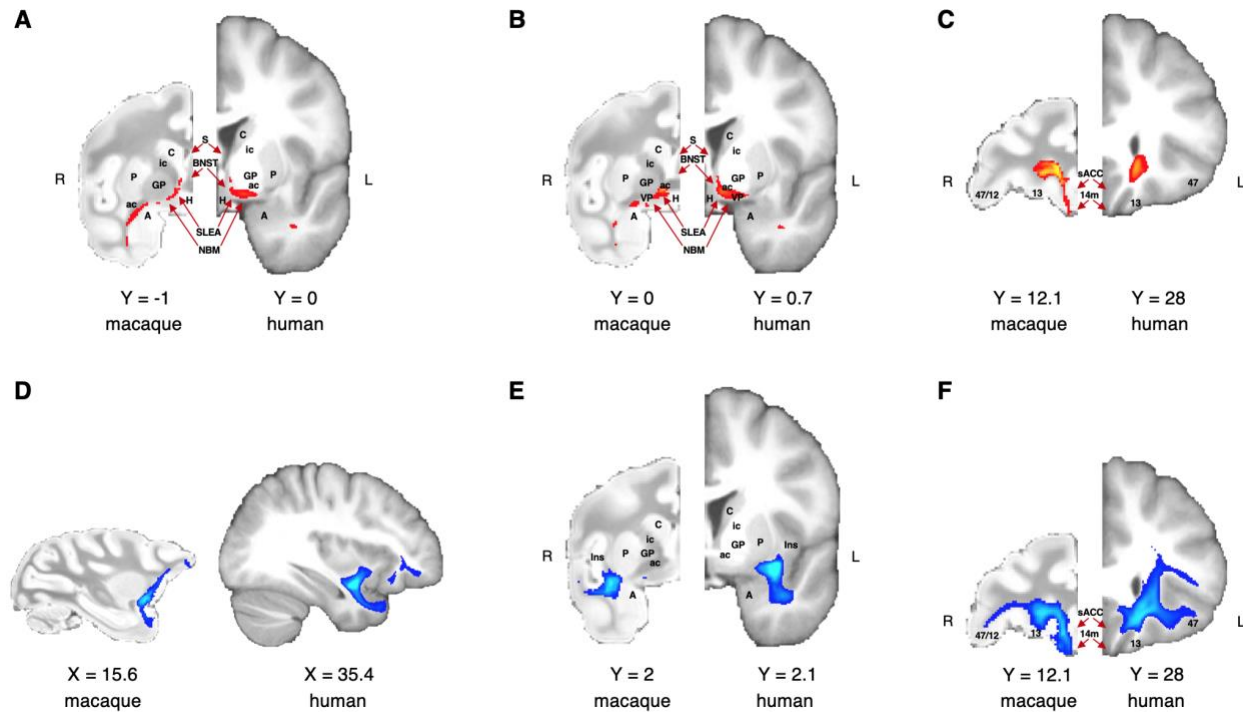 A
B
C
R
L
S
C
C
ic
ic
BNST
P
GP
GP
P
ac
ac
H
H
A
A
SLEA
NBM
Y = -1
Y = 0
macaque
human
R
L
S
C
C
ic
ic
BNST
P
GP
GP
P
ac
ac
VP
VP
H
H
A
A
SLEA
NBM
Y = 0
Y = 0.7
macaque
human
R
L
sACC
47/12
13
14m
13
47
Y = 12.1
Y = 28
macaque
human
D
E
F
X = 15.6
X = 35.4
macaque
human
R
L
C
C
ic
ic
Ins
P
GP
GP
P
Ins
ac
ac
A
A
Y = 2
Y = 2.1
macaque
human
R
L
sACC
47/12
13
14m
13
47
Y = 12.1
Y = 28
macaque
human